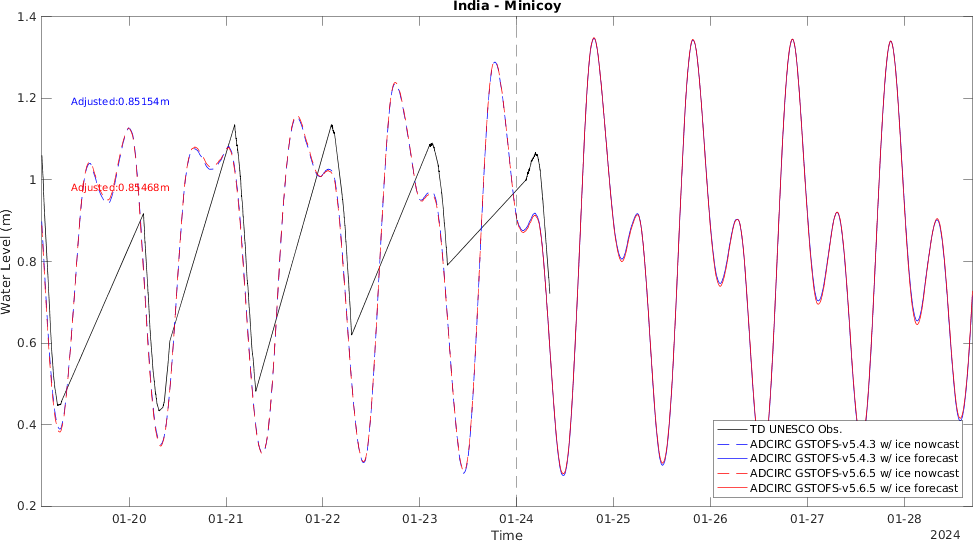 India - Minicoy
1.4
1.2
1
0.8
0.6
0.4
0.2
Water Level (m)
Adjusted:0.85154m
Adjusted:0.85468m
TD UNESCO Obs.
ADCIRC GSTOFS-v5.4.3 w/ ice nowcast
ADCIRC GSTOFS-v5.4.3 w/ ice forecast
ADCIRC GSTOFS-v5.6.5 w/ ice nowcast
ADCIRC GSTOFS-v5.6.5 w/ ice forecast
01-20 01-21 01-22 01-23 01-24 01-25 01-26 01-27 01-28
Time
2024